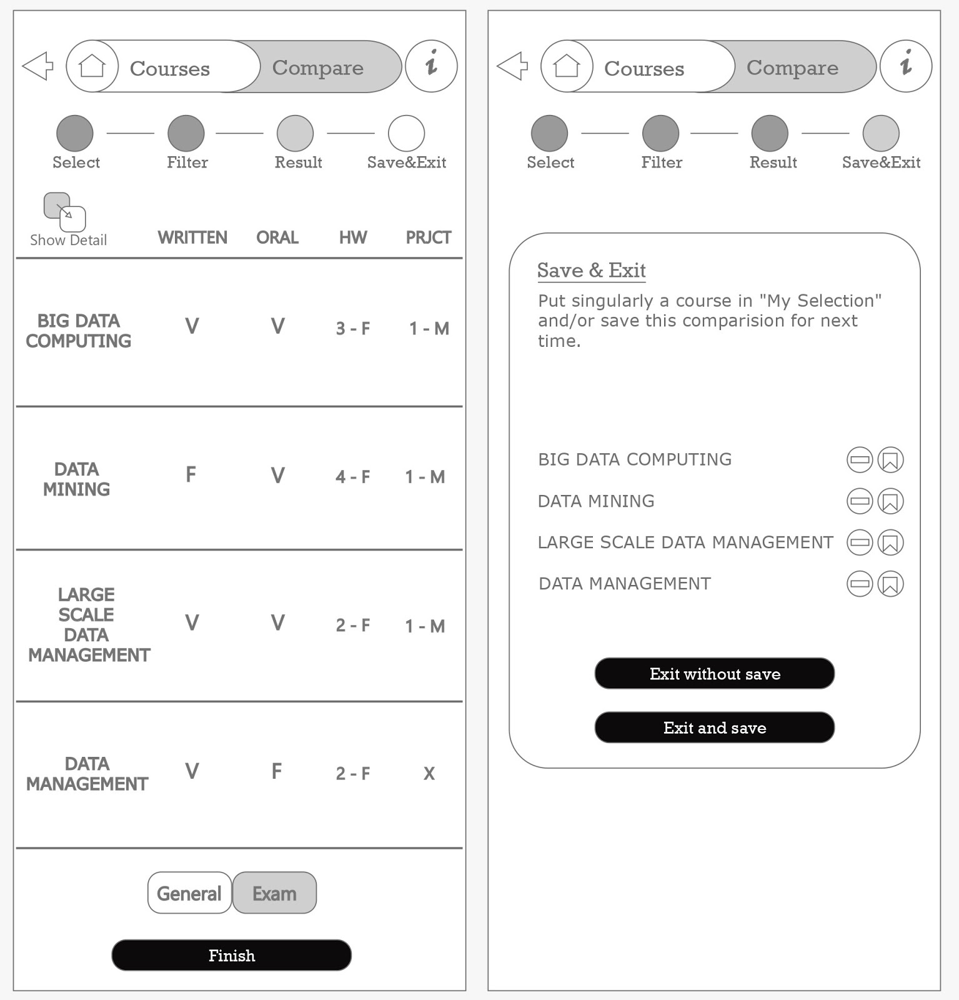 Courses
Compare
i
Select
Filter
Result
Save&Exit
Show Detail
WRITTEN
ORAL
HW
PRJCT
BIG DATA
COMPUTING
V
V
3 - F
1 - M
DATA
MINING
F
V
4 - F
1 - M
LARGE
SCALE
DATA
MANAGEMENT
V
V
2 - F
1 - M
DATA
MANAGEMENT
V
F
2 - F
X
General
Exam
Finish
Courses
Compare
i
Select
Filter
Result
Save&Exit
Save & Exit
Put singularly a course in "My Selection"
and/or save this comparision for next
time.
BIG DATA COMPUTING
DATA MINING
LARGE SCALE DATA MANAGEMENT
DATA MANAGEMENT
Exit without save
Exit and save